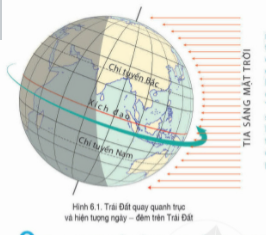 Chí tuyến Bắc
Xích đạo
Chí tuyến Nam
TIA SÁNG MẶT TRỜI
Hình 6.1. Trái Đất quay quanh trục
và hiện tượng ngày – đêm trên Trái Đất